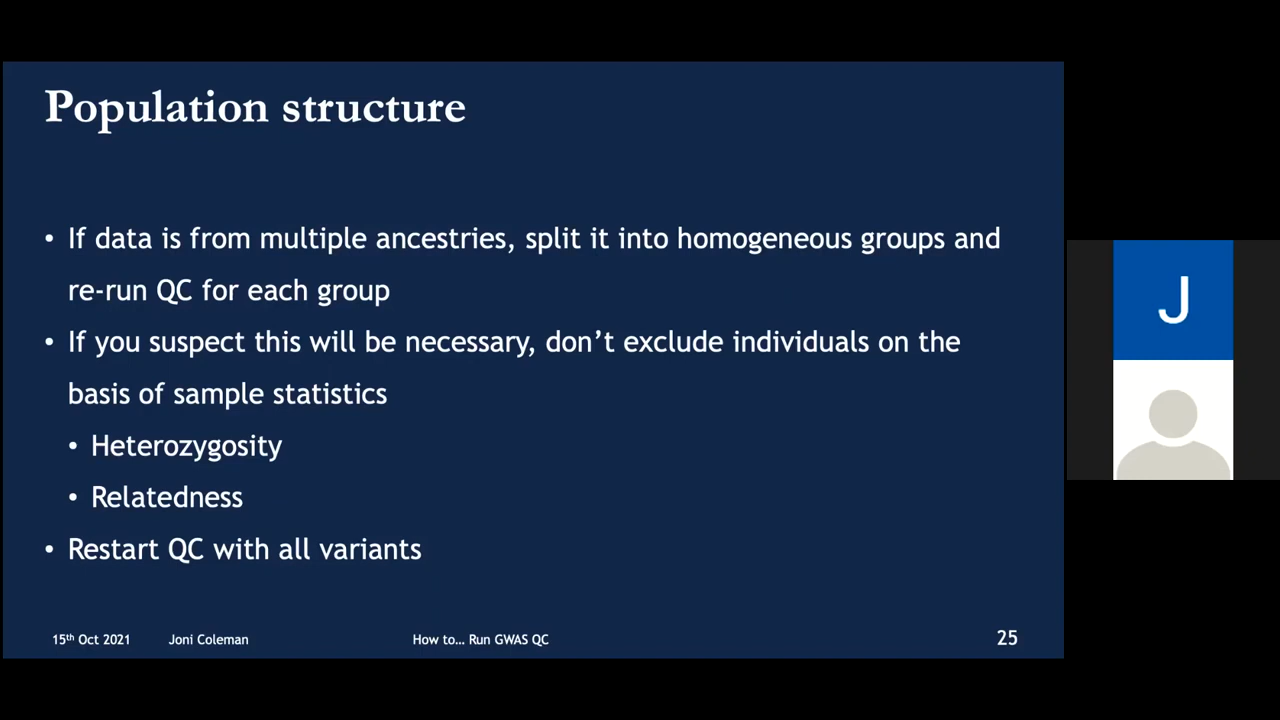 Population structure
• If data is from multiple ancestries, split it into homogeneous groups and
re-run QC for each group
• If you suspect this will be necessary, don’t exclude individuals on the
basis of sample statistics
• Heterozygosity
• Relatedness
• Restart QC with all variants
15th Oct 2021 Joni Coleman How to… Run GWAS QC 25
J